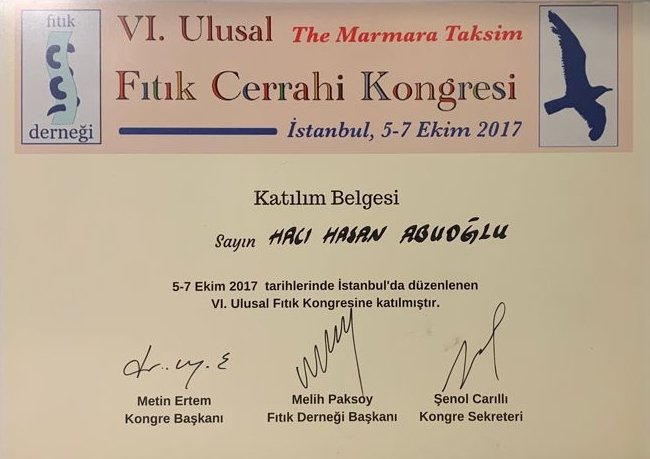 fıtık
derneği
VI. Ulusal The Marmara Taksim
Fıtık Cerrahi Kongresi
İstanbul, 5-7 Ekim 2017
Katılım Belgesi
Sayın HACI HASAN ABUOĞLU
5-7 Ekim 2017 tarihlerinde İstanbul'da düzenlenen
VI. Ulusal Fıtık Kongresine katılmıştır.
Metin Ertem Melih Paksoy Şenol Carıllı
Kongre Başkanı Fıtık Derneği Başkanı Kongre Sekreteri